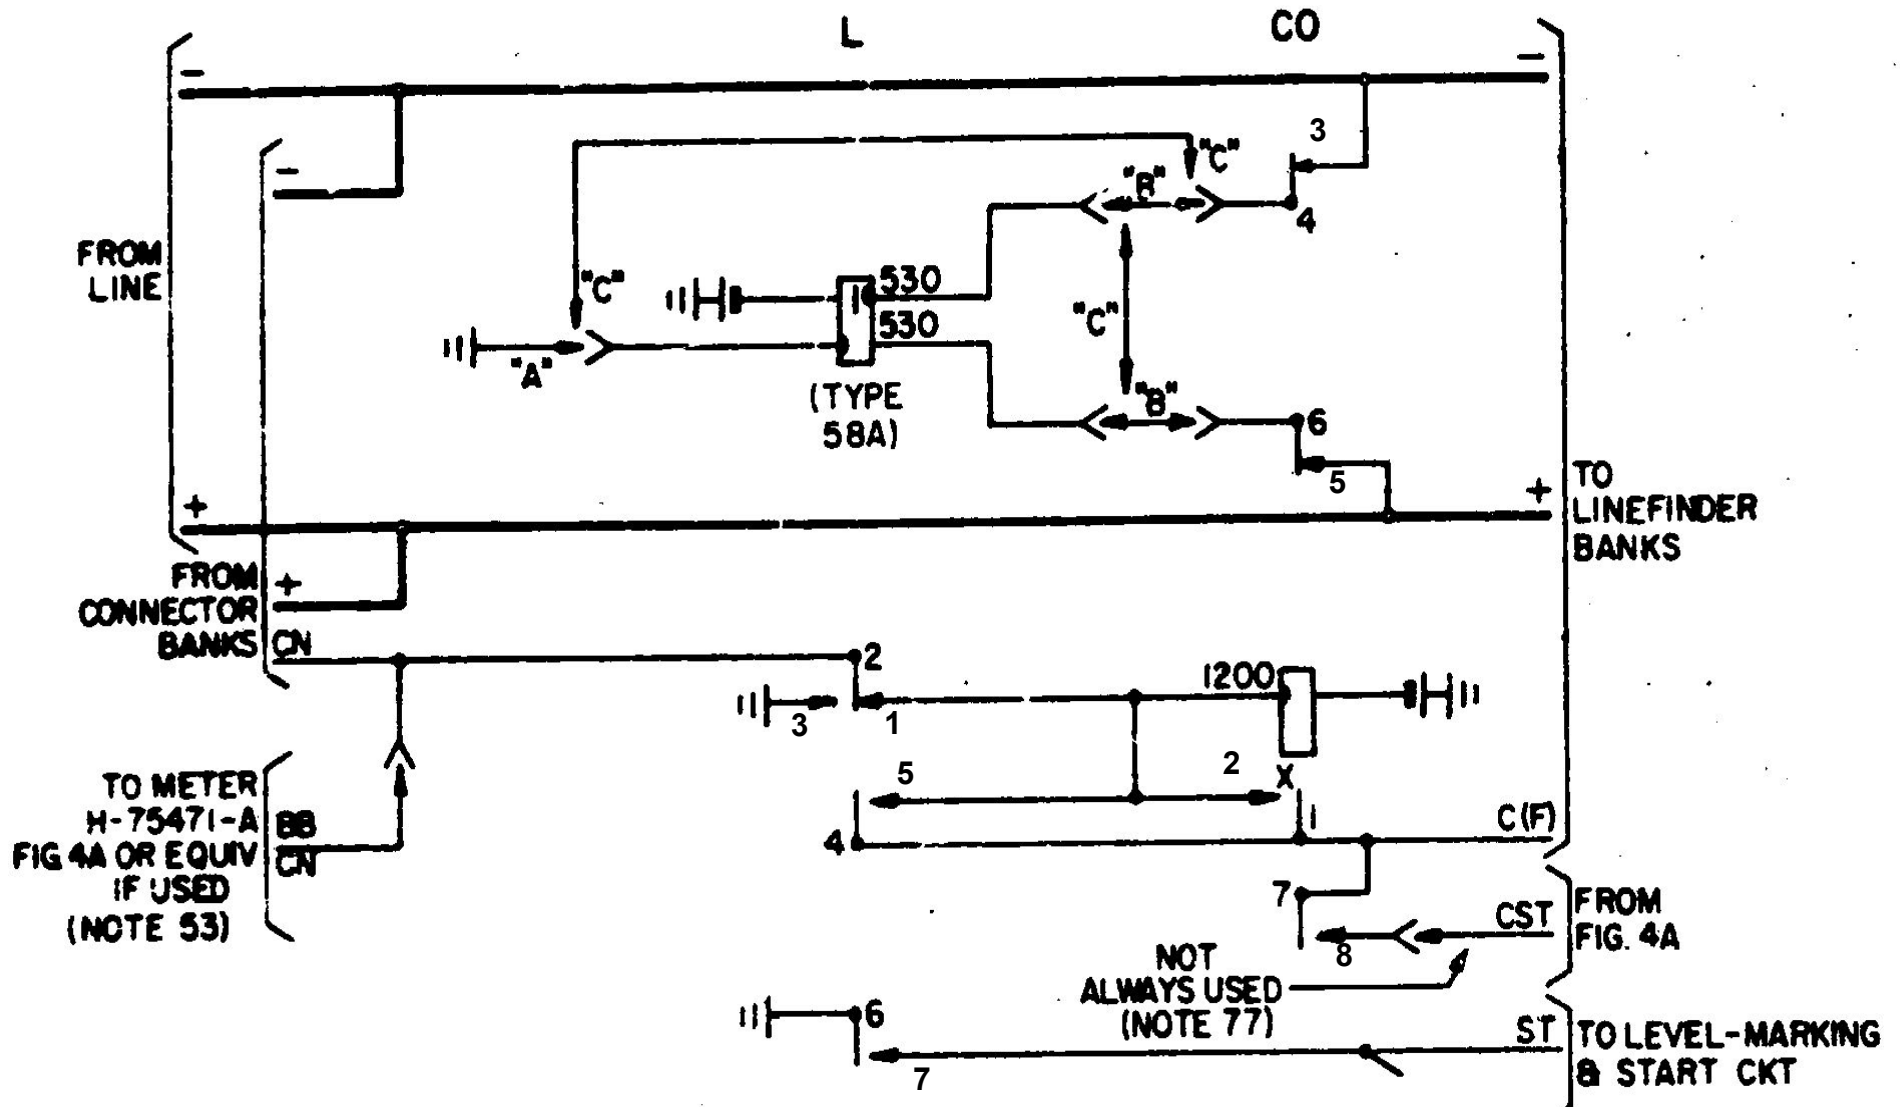 L
CO
−
−
3
"C"
−
"B"
4
FROM
LINE
"C"
530
1
"C"
530
"A"
"B"
(TYPE
58A)
6
5
TO
LINEFINDER
BANKS
+
+
FROM
CONNECTOR
BANKS
+
CN
2
1200
3
1
2
X
5
TO METER
H-75471-A
FIG 4A OR EQUIV
IF USED
(NOTE 53)
BB
CN
4
1
C (F)
7
CST
FROM
FIG. 4A
8
NOT
ALWAYS USED
(NOTE 77)
6
ST
TO LEVEL-MARKING
& START CKT
7